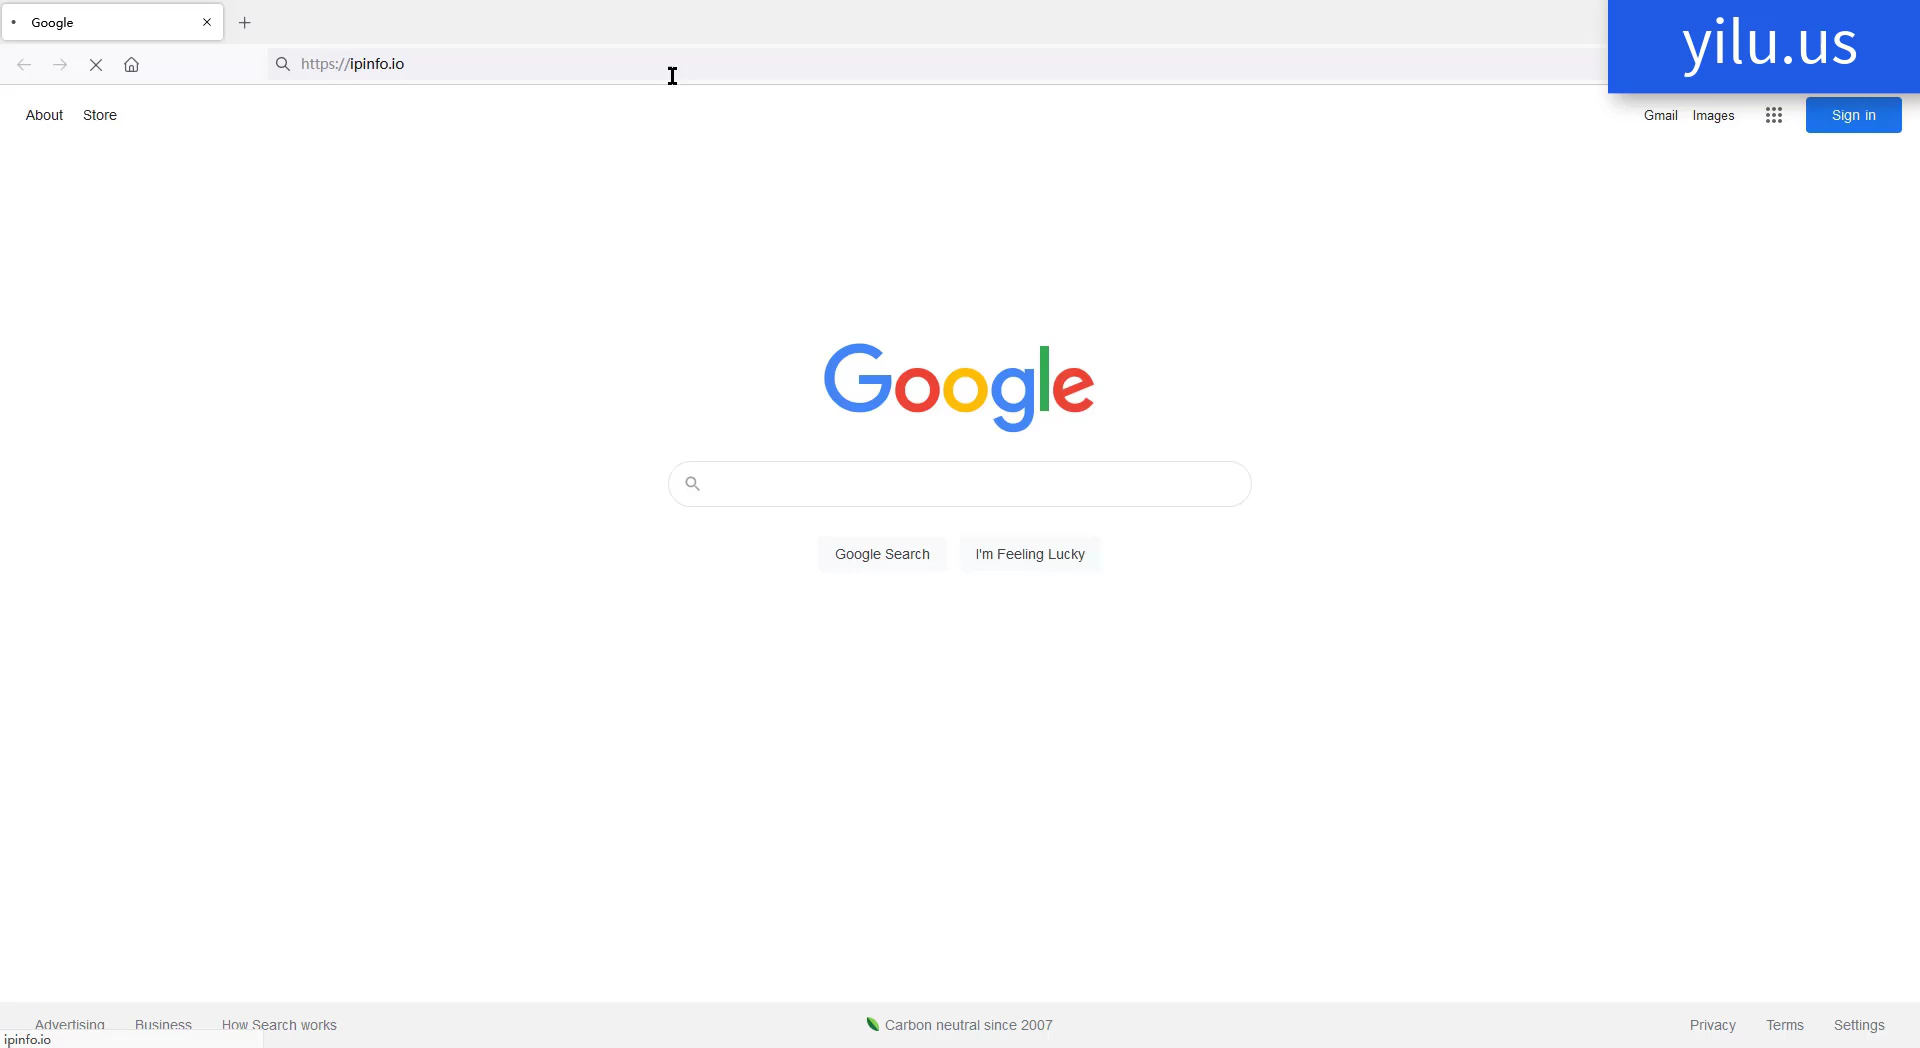 Google
https://ipinfo.io
yilu.us
About
Store
Gmail
Images
Sign in
Google
Google Search
I'm Feeling Lucky
Advertising
Business
How Search works
Carbon neutral since 2007
Privacy
Terms
Settings
ipinfo.io